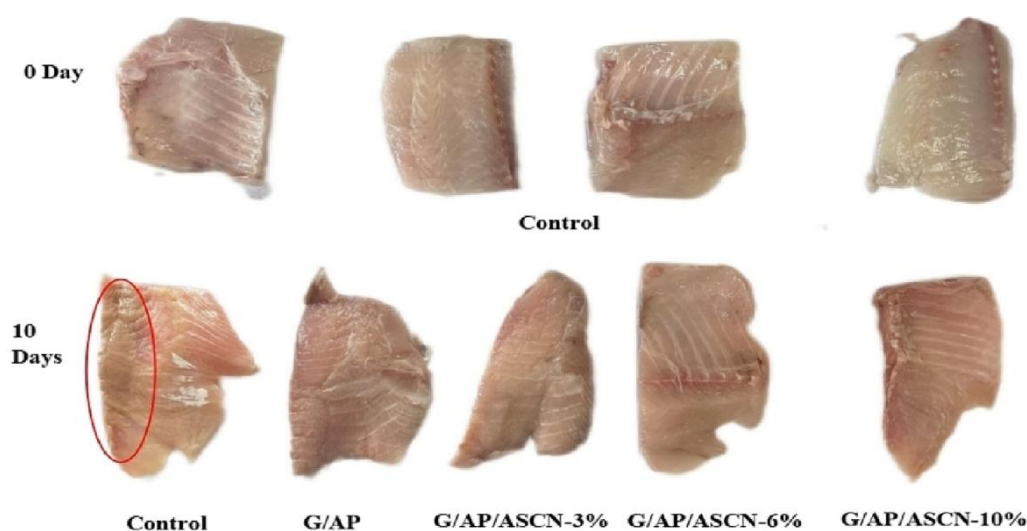 0 Day
Control
10
Days
Control
G/AP
G/AP/ASCN-3%
G/AP/ASCN-6%
G/AP/ASCN-10%